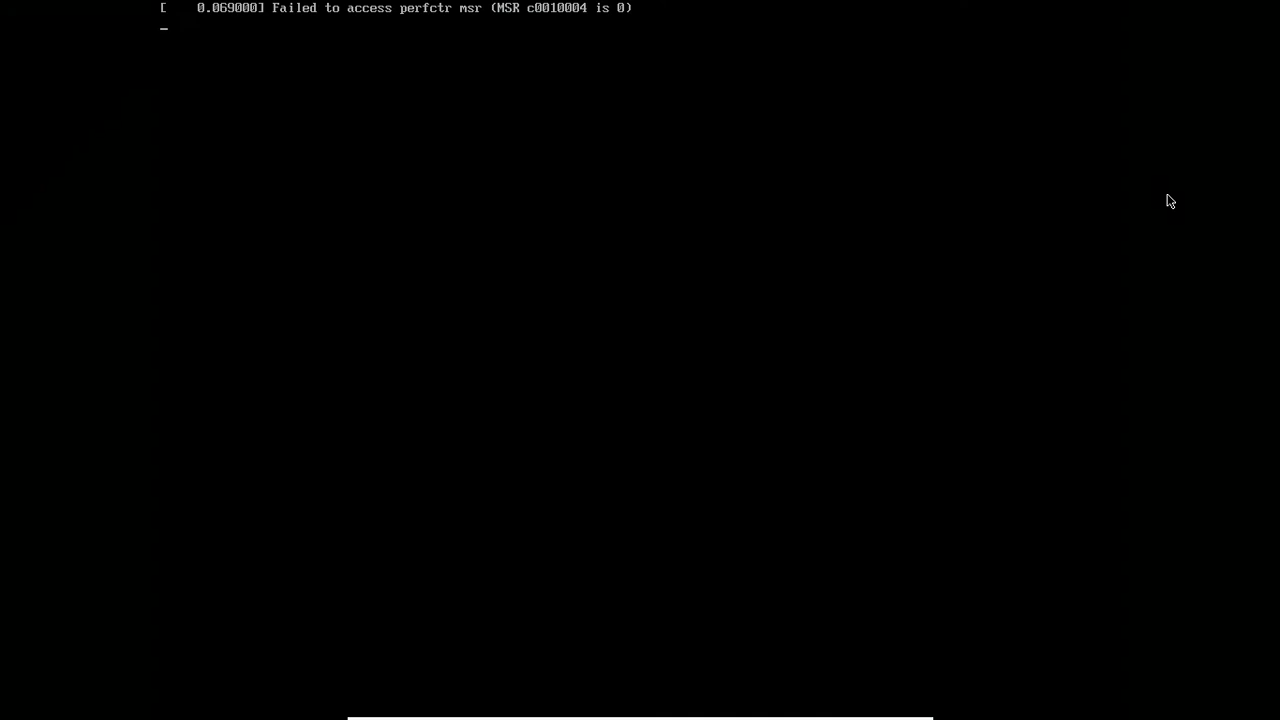 [    0.069000] Failed to access perfctr msr (MSR c0010004 is 0)
_